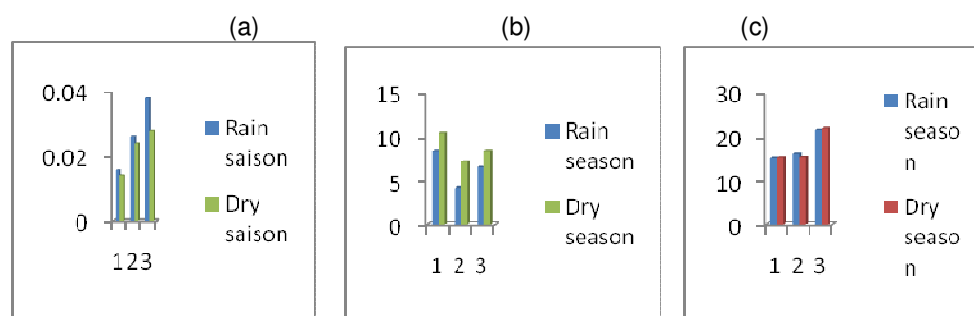 (a)
(b)
(c)
0.04
0.02
0
123
Rain
saison
Dry
saison
15
10
5
0
1 2 3
Rain
season
Dry
season
30
20
10
0
1 2 3
Rain
seaso
n
Dry
seaso
n